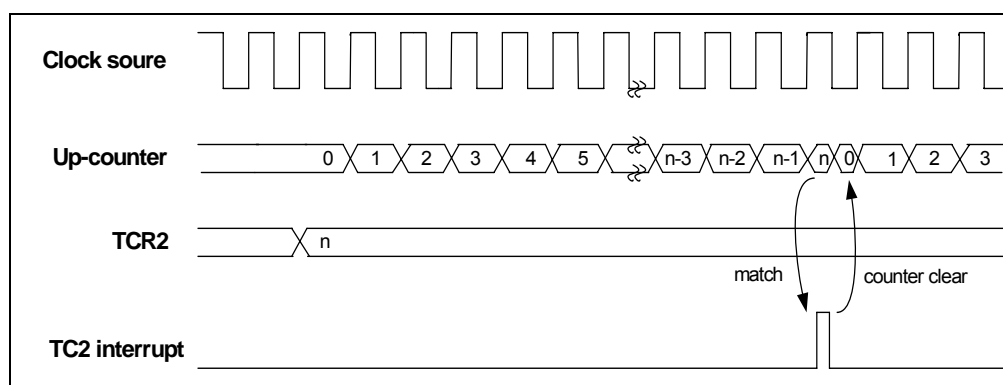 Clock soure
Up-counter 0 1 2 3 4 5 n-3 n-2 n-1 n 0 1 2 3
TCR2 n
match counter clear
TC2 interrupt